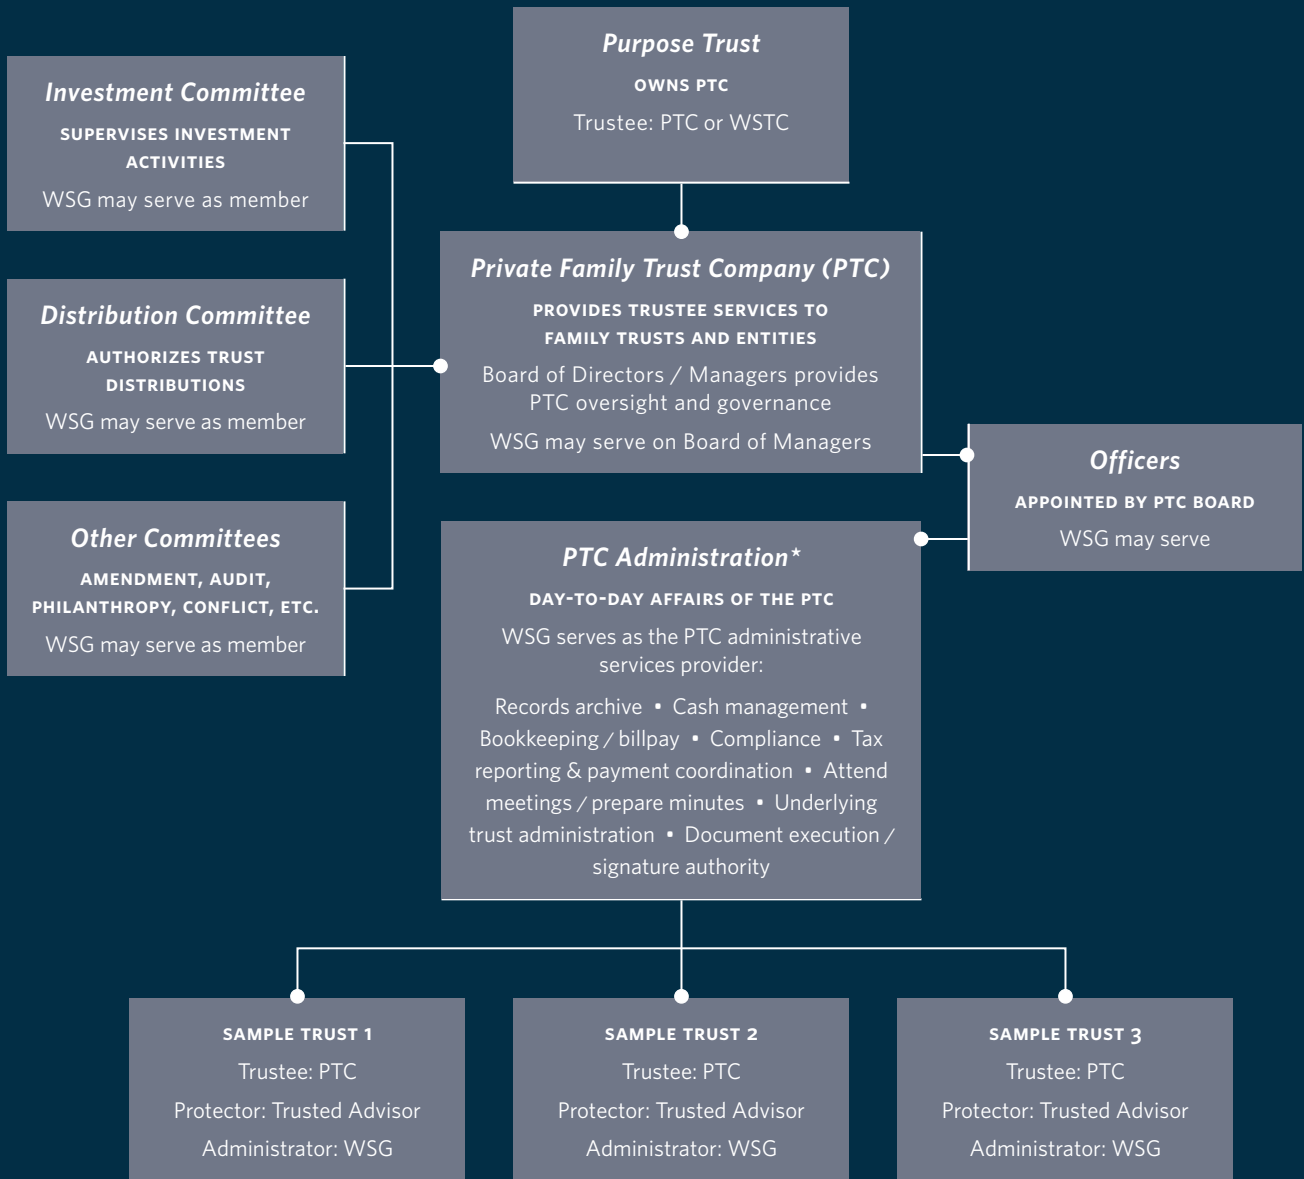 Purpose Trust
OWNS PTC
Trustee: PTC or WSTC
Investment Committee
SUPERVISES INVESTMENT
ACTIVITIES
WSG may serve as member
Distribution Committee
AUTHORIZES TRUST
DISTRIBUTIONS
WSG may serve as member
Other Committees
AMENDMENT, AUDIT,
PHILANTHROPY, CONFLICT, ETC.
WSG may serve as member
Private Family Trust Company (PTC)
PROVIDES TRUSTEE SERVICES TO
FAMILY TRUSTS AND ENTITIES
Board of Directors / Managers provides
PTC oversight and governance
WSG may serve on Board of Managers
Officers
APPOINTED BY PTC BOARD
WSG may serve
PTC Administration*
DAY-TO-DAY AFFAIRS OF THE PTC
WSG serves as the PTC administrative
services provider:
Records archive • Cash management •
Bookkeeping / billpay • Compliance • Tax
reporting & payment coordination • Attend
meetings / prepare minutes • Underlying
trust administration • Document execution /
signature authority
SAMPLE TRUST 1
Trustee: PTC
Protector: Trusted Advisor
Administrator: WSG
SAMPLE TRUST 2
Trustee: PTC
Protector: Trusted Advisor
Administrator: WSG
SAMPLE TRUST 3
Trustee: PTC
Protector: Trusted Advisor
Administrator: WSG